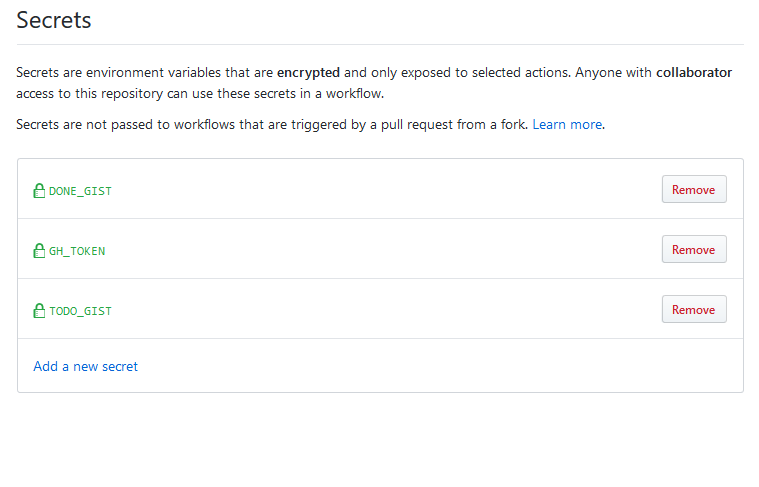 Secrets
Secrets are environment variables that are encrypted and only exposed to selected actions. Anyone with collaborator
access to this repository can use these secrets in a workflow.
Secrets are not passed to workflows that are triggered by a pull request from a fork. Learn more.
DONE_GIST Remove
GH_TOKEN Remove
TODO_GIST Remove
Add a new secret